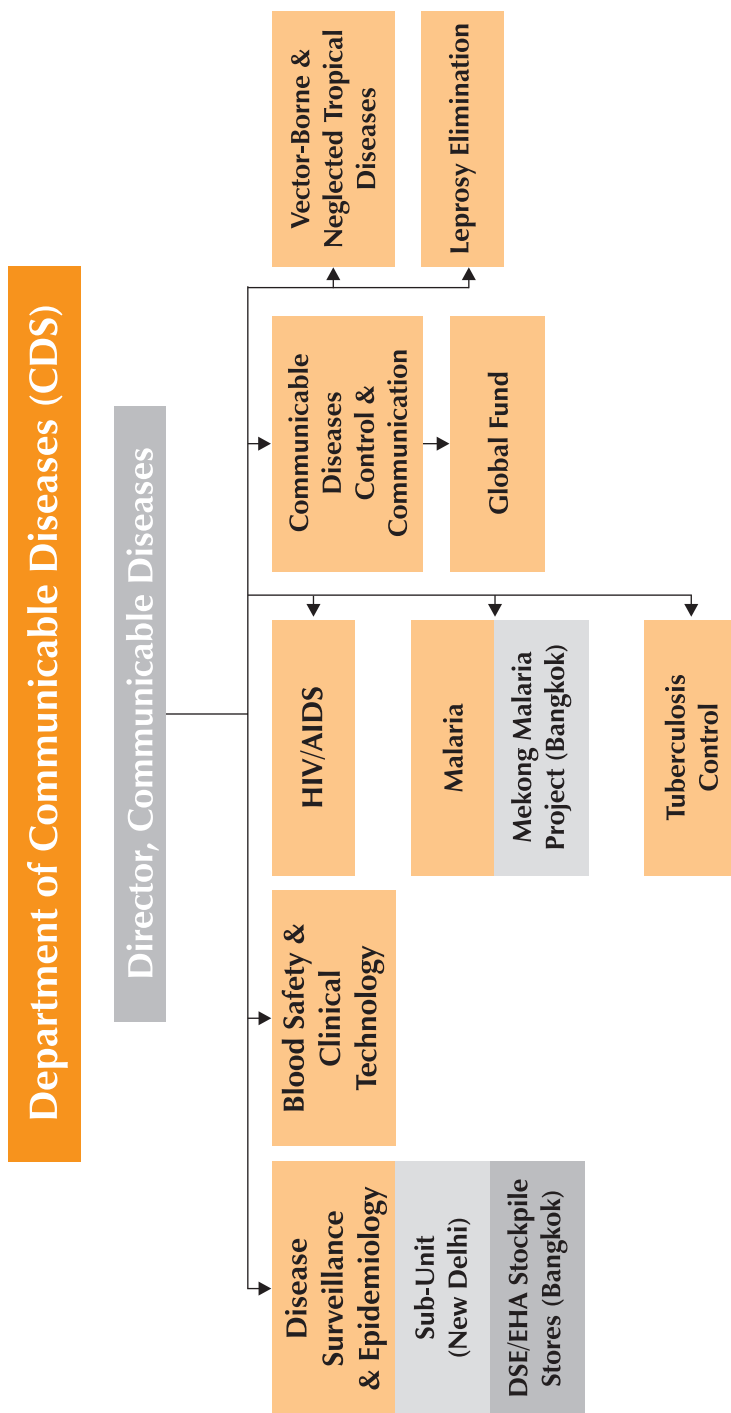 Department of Communicable Diseases (CDS)
Director, Communicable Diseases
Disease
Surveillance
& Epidemiology
Sub-Unit
(New Delhi)
DSE/EHA Stockpile
Stores (Bangkok)
Blood Safety &
Clinical
Technology
HIV/AIDS
Malaria
Mekong Malaria
Project (Bangkok)
Tuberculosis
Control
Communicable
Diseases
Control &
Communication
Global Fund
Vector-Borne &
Neglected Tropical
Diseases
Leprosy Elimination